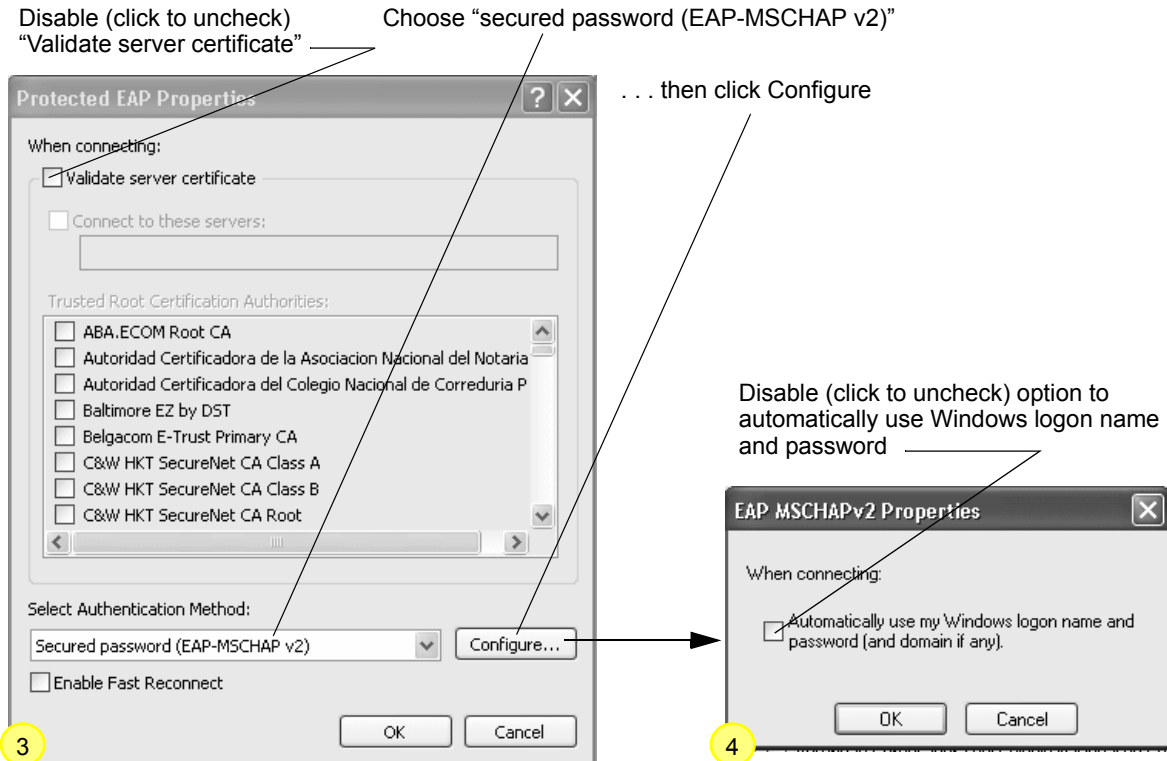 Disable (click to uncheck)
“Validate server certificate”
Choose “secured password (EAP-MSCHAP v2)”
. . . then click Configure
Protected EAP Properties
When connecting:
Validate server certificate
Connect to these servers:
Trusted Root Certification Authorities:
ABA.ECOM Root CA
Autoridad Certificadora de la Asociacion Nacional del Notaria
Autoridad Certificadora del Colegio Nacional de Correduria P
Baltimore EZ by DST
Belgacom E-Trust Primary CA
C&W HKT SecureNet CA Class A
C&W HKT SecureNet CA Class B
C&W HKT SecureNet CA Root
Select Authentication Method:
Secured password (EAP-MSCHAP v2)
Configure...
Enable Fast Reconnect
OK
Cancel
3
Disable (click to uncheck) option to
automatically use Windows logon name
and password
EAP MSCHAPv2 Properties
When connecting:
Automatically use my Windows logon name and
password (and domain if any).
OK
Cancel
4